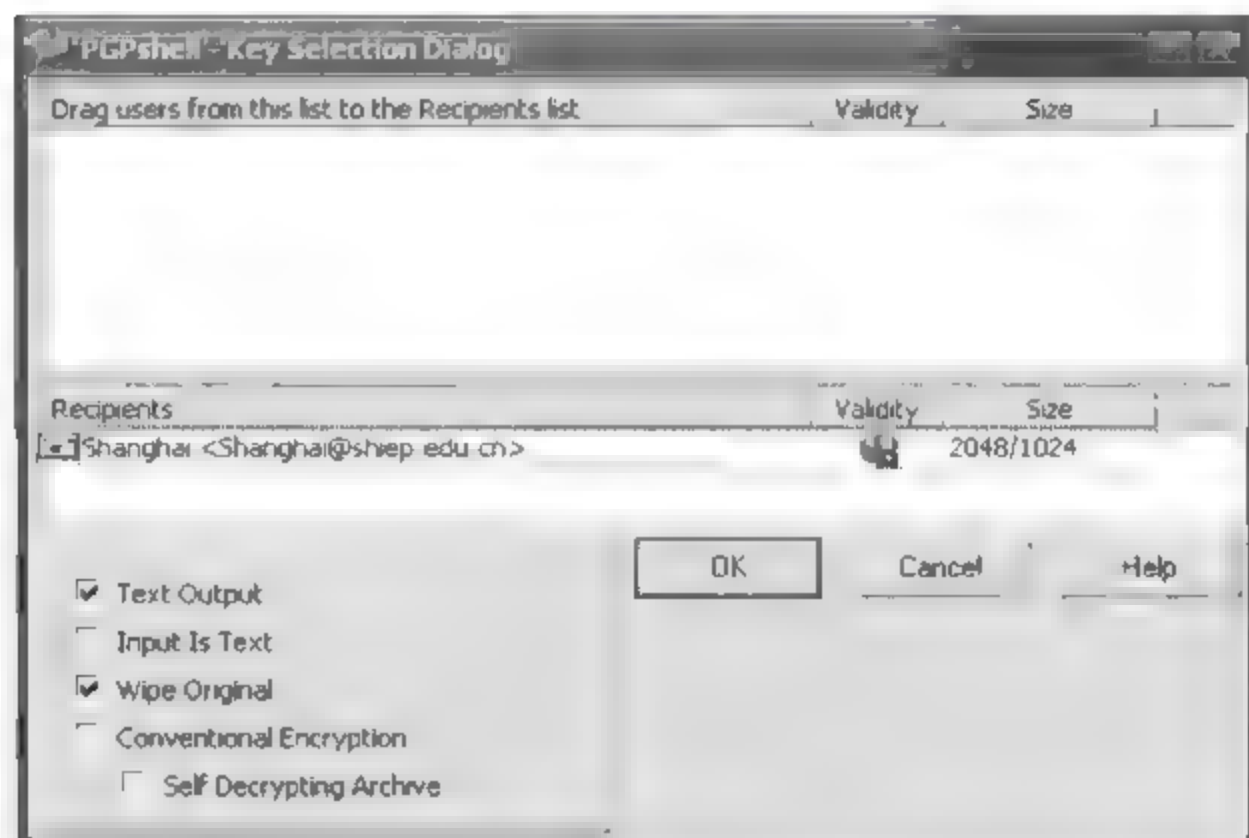 PGPshell - Key Selection Dialog
Drag users from this list to the Recipients list Validity Size
Recipients Validity Size
Shanghai <Shanghai@shiep.edu.cn> 2048/1024
OK Cancel Help
Text Output
Input Is Text
Wipe Original
Conventional Encryption
Self Decrypting Archive